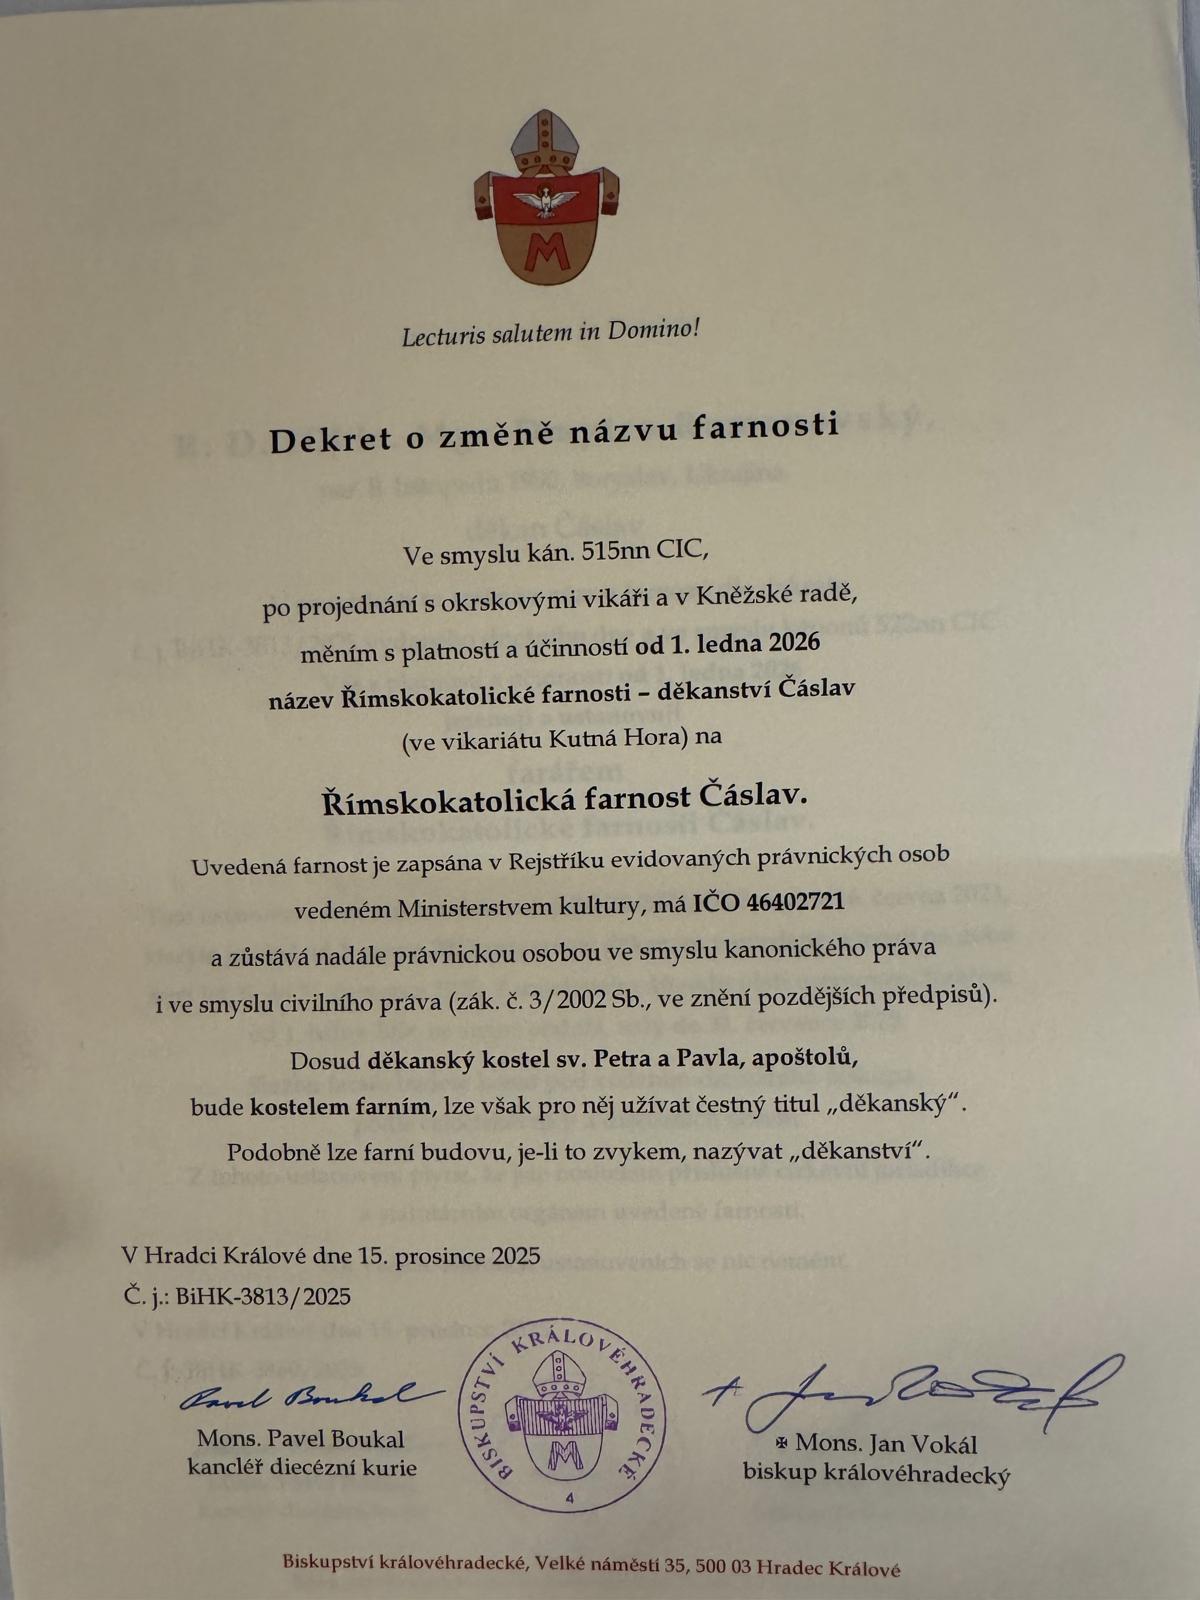 Lecturis salutem in Domino!
Dekret o změně názvu farnosti
Ve smyslu kán. 515nn CIC,
po projednání s okrskovými vikáři a v Kněžské radě,
měním s platností a účinností od 1. ledna 2026
název Římskokatolické farnosti – děkanství Čáslav
(ve vikariátu Kutná Hora) na
Římskokatolická farnost Čáslav.
Uvedená farnost je zapsána v Rejstříku evidovaných právnických osob
vedeném Ministerstvem kultury, má IČO 46402721
a zůstává nadále právnickou osobou ve smyslu kanonického práva
i ve smyslu civilního práva (zák. č. 3/2002 Sb., ve znění pozdějších předpisů).
Dosud děkanský kostel sv. Petra a Pavla, apoštolů,
bude kostelem farním, lze však pro něj užívat čestný titul „děkanský“.
Podobně lze farní budovu, je-li to zvykem, nazývat „děkanství“.
V Hradci Králové dne 15. prosince 2025
Č. j.: BiHK-3813/2025
BISKUPSTVÍ KRÁLOVÉHRADECKÉ
4
Pavel Boukal
Mons. Pavel Boukal
kancléř diecézní kurie
✠ Mons. Jan Vokál
biskup královéhradecký
Biskupství královéhradecké, Velké náměstí 35, 500 03 Hradec Králové